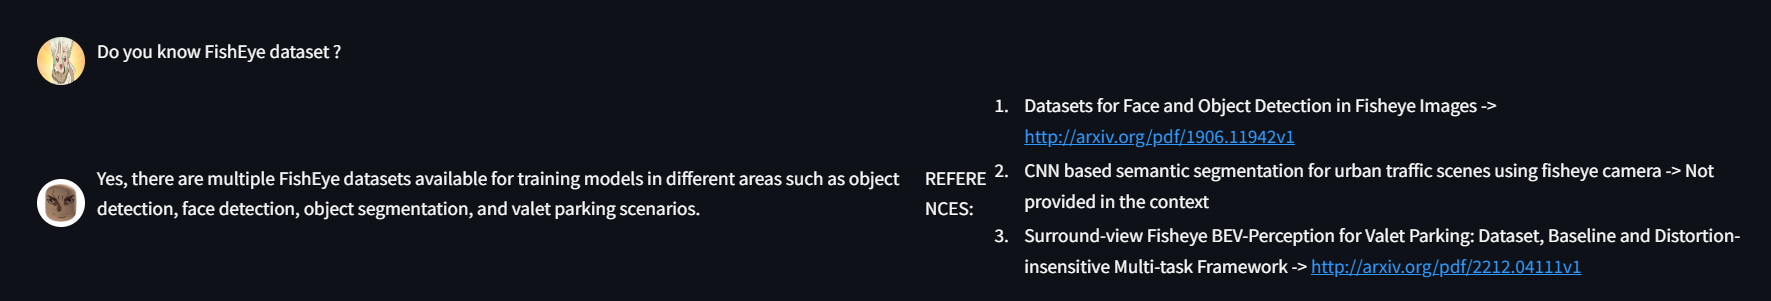 Do you know FishEye dataset ?
Yes, there are multiple FishEye datasets available for training models in different areas such as object
detection, face detection, object segmentation, and valet parking scenarios.
REFERE
NCES:
1. Datasets for Face and Object Detection in Fisheye Images ->
http://arxiv.org/pdf/1906.11942v1
2. CNN based semantic segmentation for urban traffic scenes using fisheye camera -> Not
provided in the context
3. Surround-view Fisheye BEV-Perception for Valet Parking: Dataset, Baseline and Distortion-
insensitive Multi-task Framework -> http://arxiv.org/pdf/2212.04111v1